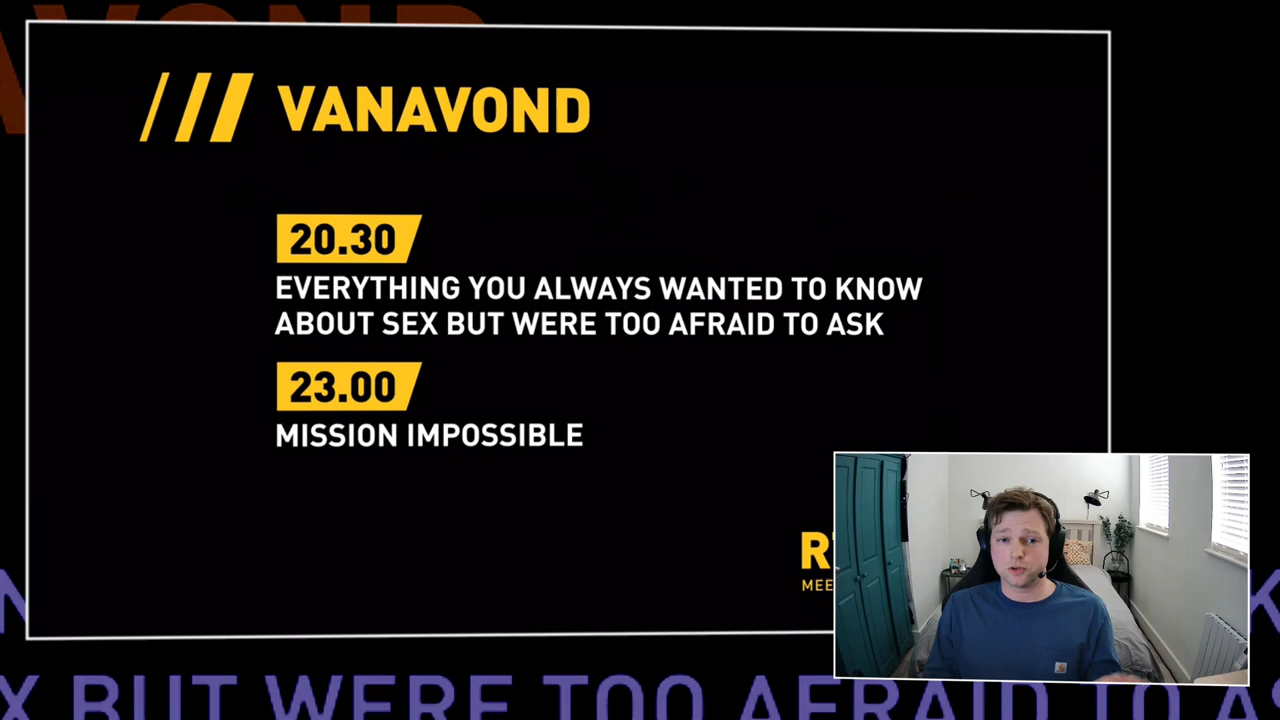 VANAVOND
20.30
EVERYTHING YOU ALWAYS WANTED TO KNOW
ABOUT SEX BUT WERE TOO AFRAID TO ASK
23.00
MISSION IMPOSSIBLE
BUT WERE TOO AFRAID TO